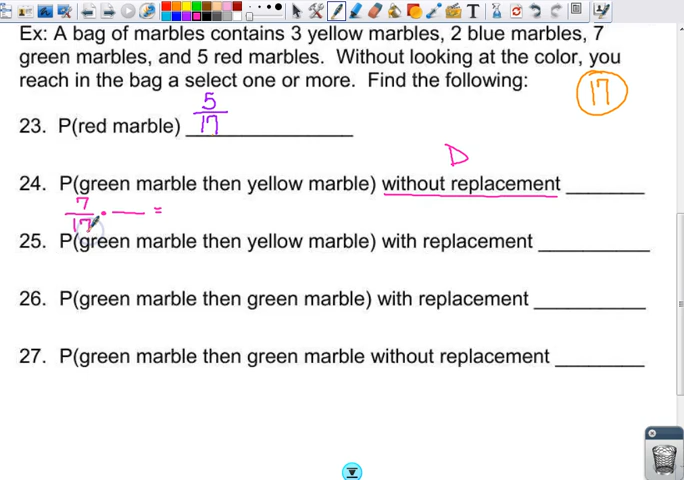 Ex: A bag of marbles contains 3 yellow marbles, 2 blue marbles, 7
green marbles, and 5 red marbles. Without looking at the color, you
reach in the bag a select one or more. Find the following:
17
5
23. P(red marble) 17
D
24. P(green marble then yellow marble) without replacement
7
17 · =
25. P(green marble then yellow marble) with replacement
26. P(green marble then green marble) with replacement
27. P(green marble then green marble without replacement